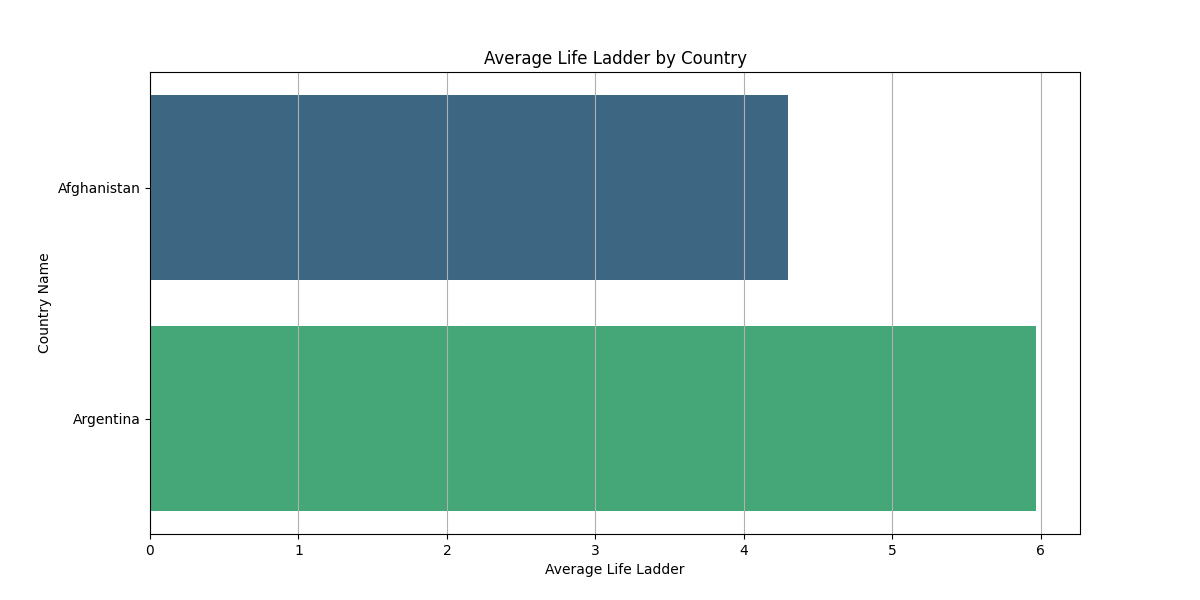 Average Life Ladder by Country
Country Name
Afghanistan
Argentina
0 1 2 3 4 5 6
Average Life Ladder